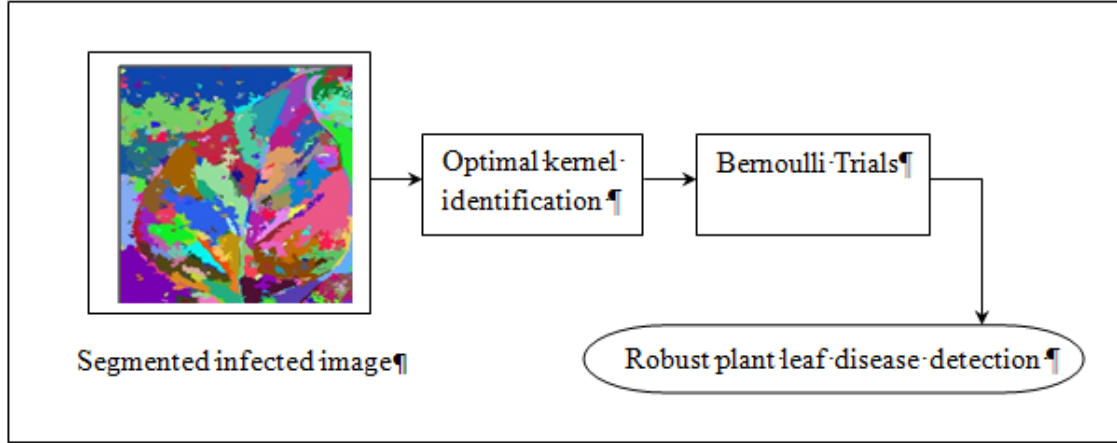 Optimal·kernel·
identification·¶
Bernoulli·Trials¶
Segmented·infected·image¶
Robust·plant·leaf·disease·detection·¶